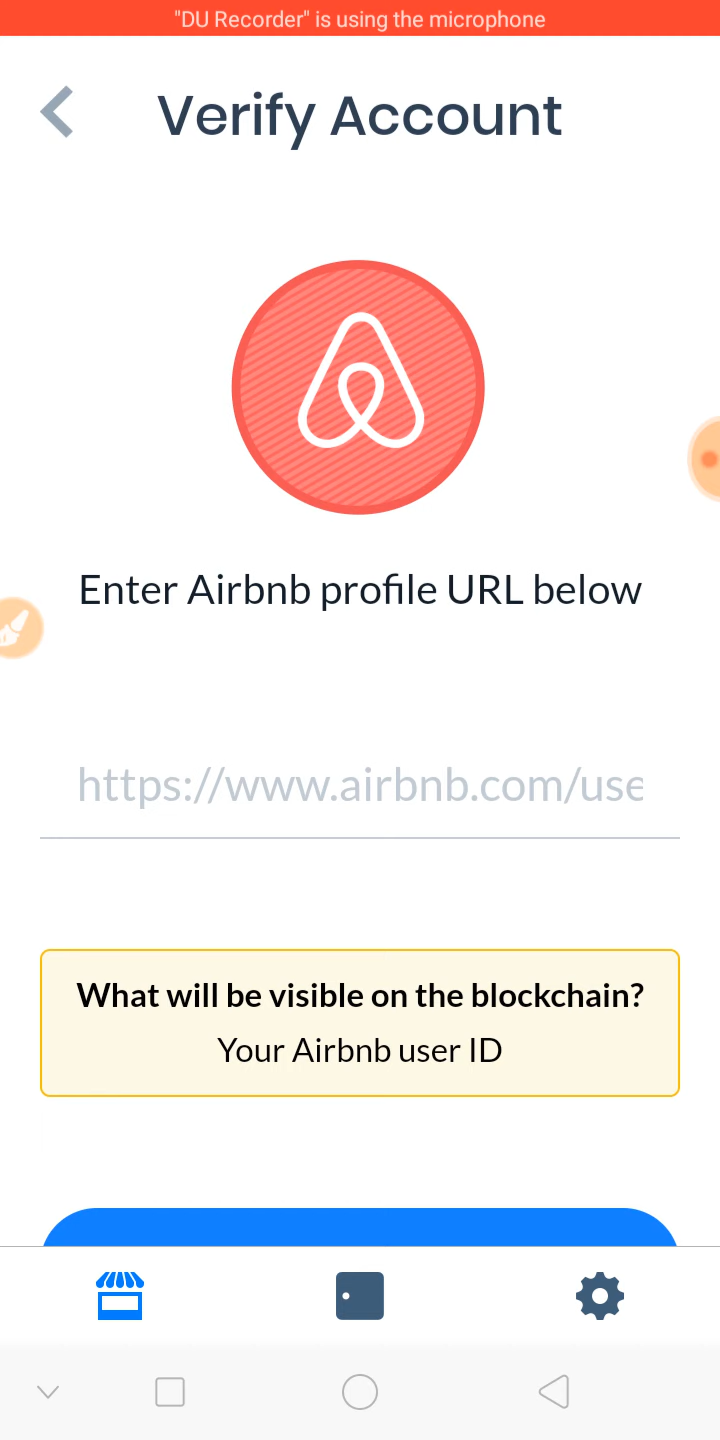 "DU Recorder" is using the microphone
Verify Account
Enter Airbnb profile URL below
https://www.airbnb.com/use
What will be visible on the blockchain?
Your Airbnb user ID